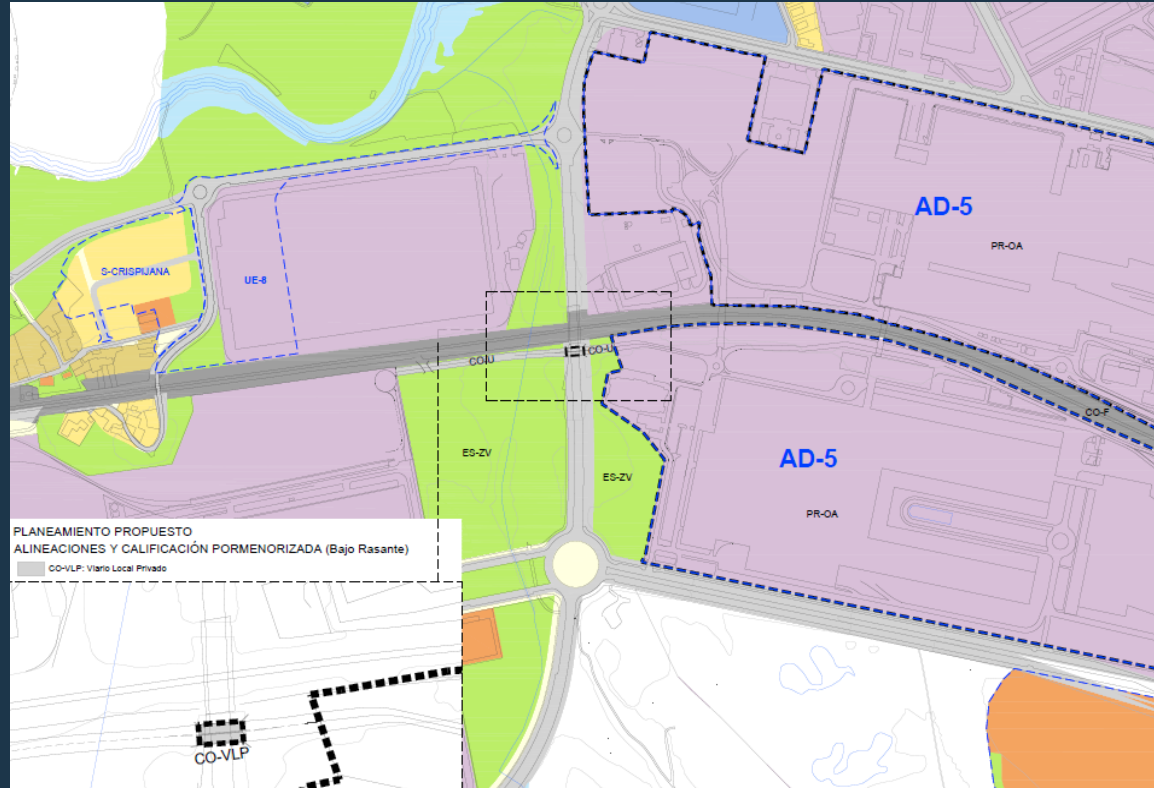 AD-5
PR-OA
S-CRISPIJANA
UE-8
CO-U
CO-U
CO-F
ES-ZV
ES-ZV
AD-5
PR-OA
PLANEAMIENTO PROPUESTO
ALINEACIONES Y CALIFICACIÓN PORMENORIZADA (Bajo Rasante)
CO-VLP: Viario Local Privado
CO-VLP